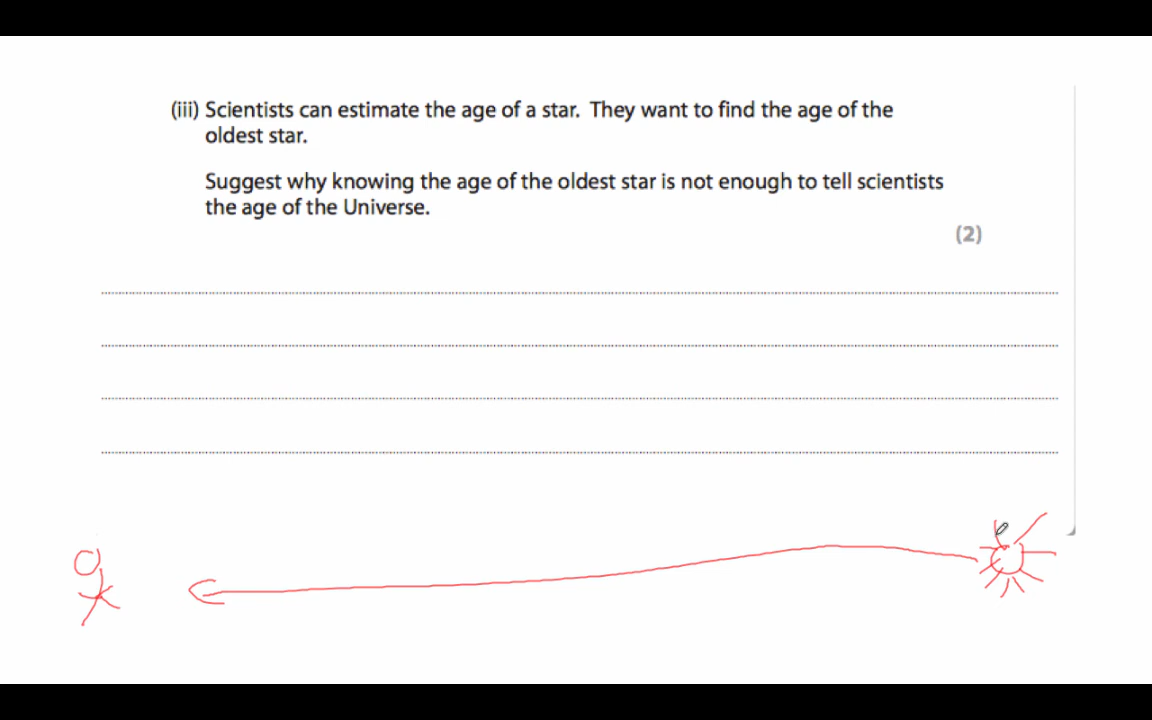 (iii) Scientists can estimate the age of a star. They want to find the age of the
oldest star.
Suggest why knowing the age of the oldest star is not enough to tell scientists
the age of the Universe.
(2)